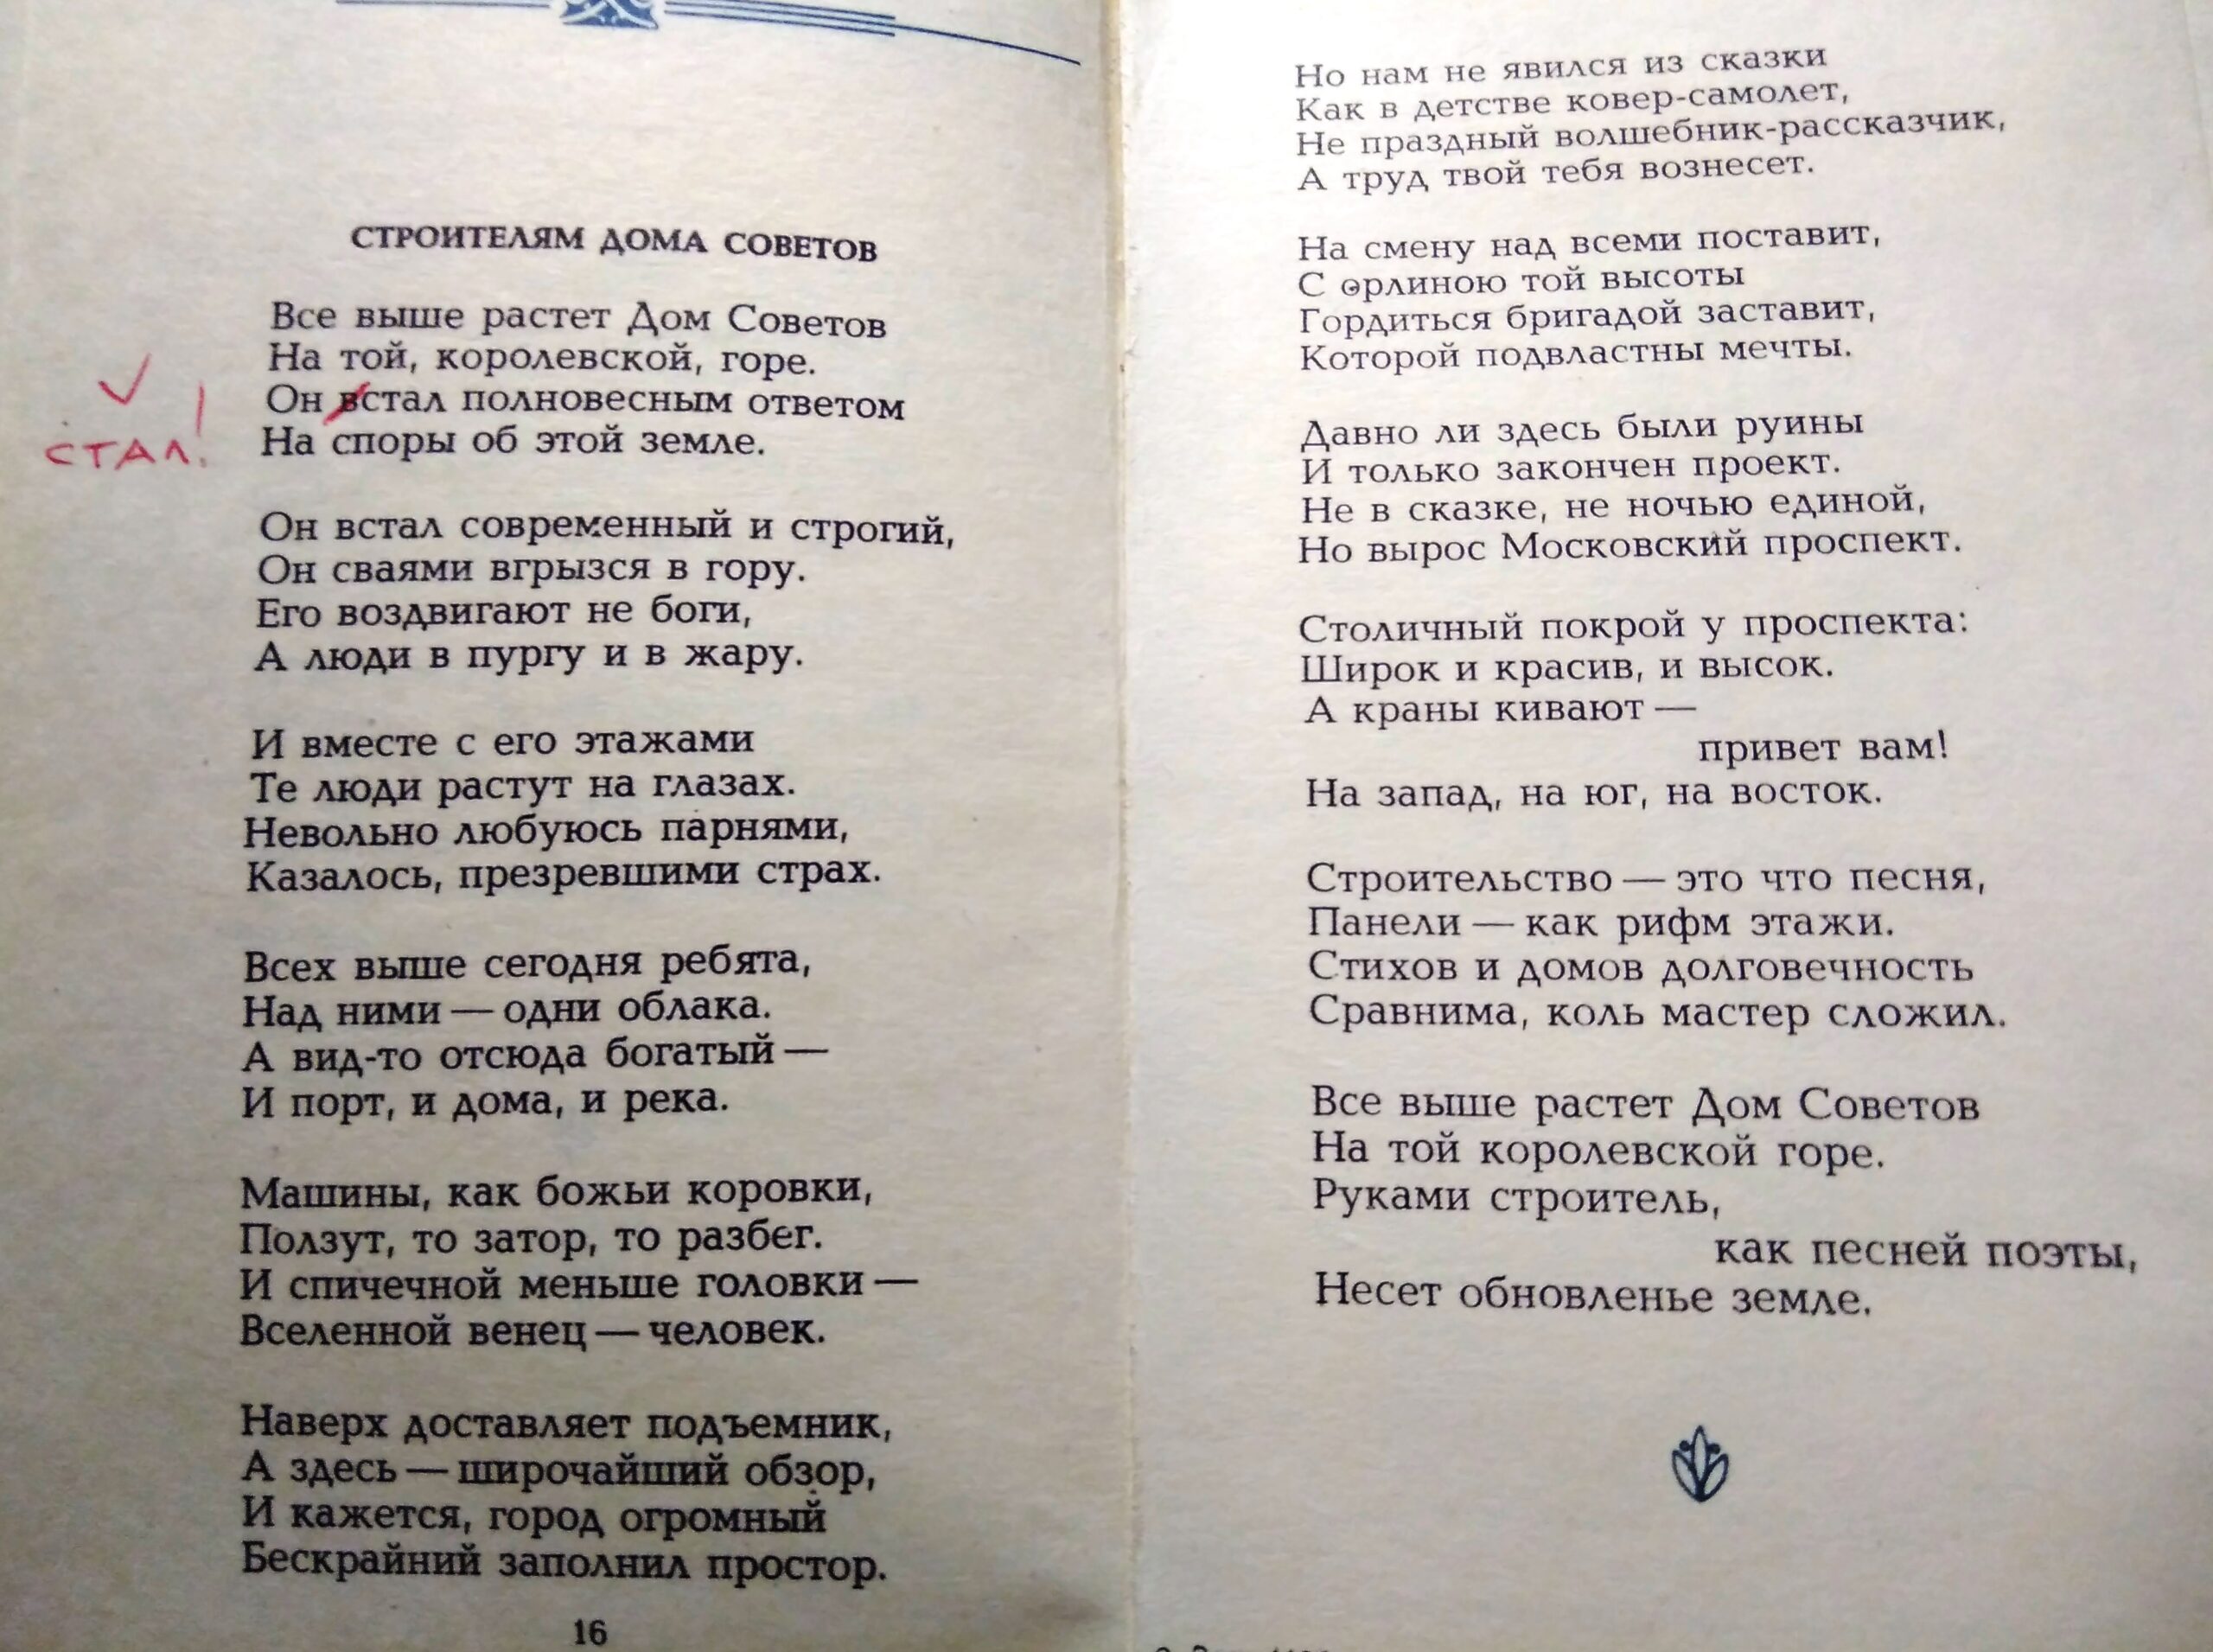 СТРОИТЕЛЯМ ДОМА СОВЕТОВ
Все выше растет Дом Советов
На той, королевской, горе.
Он встал полновесным ответом
СТАЛ!
На споры об этой земле.
Он встал современный и строгий,
Он сваями вгрызся в гору.
Его воздвигают не боги,
А люди в пургу и в жару.
И вместе с его этажами
Те люди растут на глазах.
Невольно любуюсь парнями,
Казалось, презревшими страх.
Всех выше сегодня ребята,
Над ними — одни облака.
А вид-то отсюда богатый —
И порт, и дома, и река.
Машины, как божьи коровки,
Ползут, то затор, то разбег.
И спичечной меньше головки —
Вселенной венец — человек.
Наверх доставляет подъемник,
А здесь — широчайший обзор,
И кажется, город огромный
Бескрайний заполнил простор.
16
Но нам не явился из сказки
Как в детстве ковер-самолет,
Не праздный волшебник-рассказчик,
А труд твой тебя вознесет.
На смену над всеми поставит,
С орлиною той высоты
Гордиться бригадой заставит,
Которой подвластны мечты.
Давно ли здесь были руины
И только закончен проект.
Не в сказке, не ночью единой,
Но вырос Московский проспект.
Столичный покрой у проспекта:
Широк и красив, и высок.
А краны кивают —
привет вам!
На запад, на юг, на восток.
Строительство — это что песня,
Панели — как рифм этажи.
Стихов и домов долговечность
Сравнима, коль мастер сложил.
Все выше растет Дом Советов
На той королевской горе.
Руками строитель,
как песней поэты,
Несет обновленье земле.